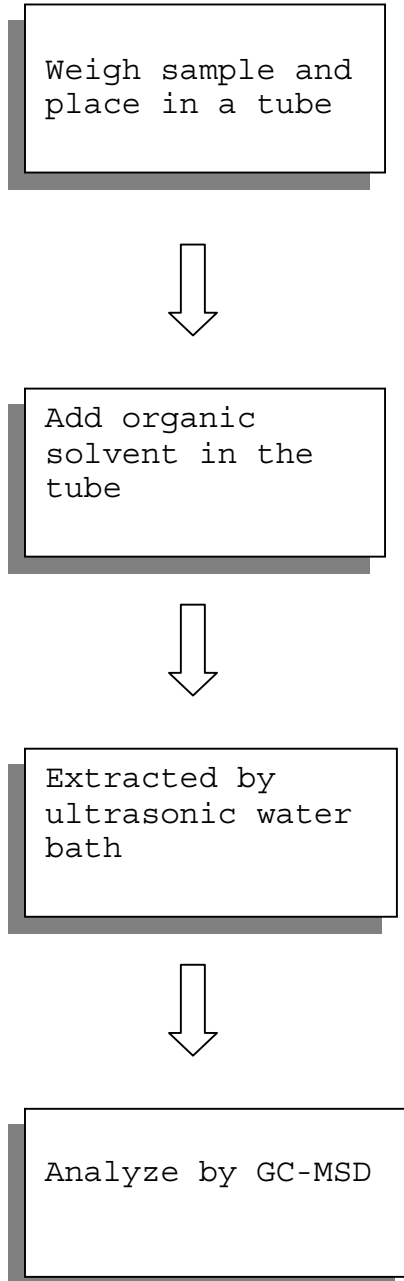 Weigh sample and
place in a tube
Add organic
solvent in the
tube
Extracted by
ultrasonic water
bath
Analyze by GC-MSD